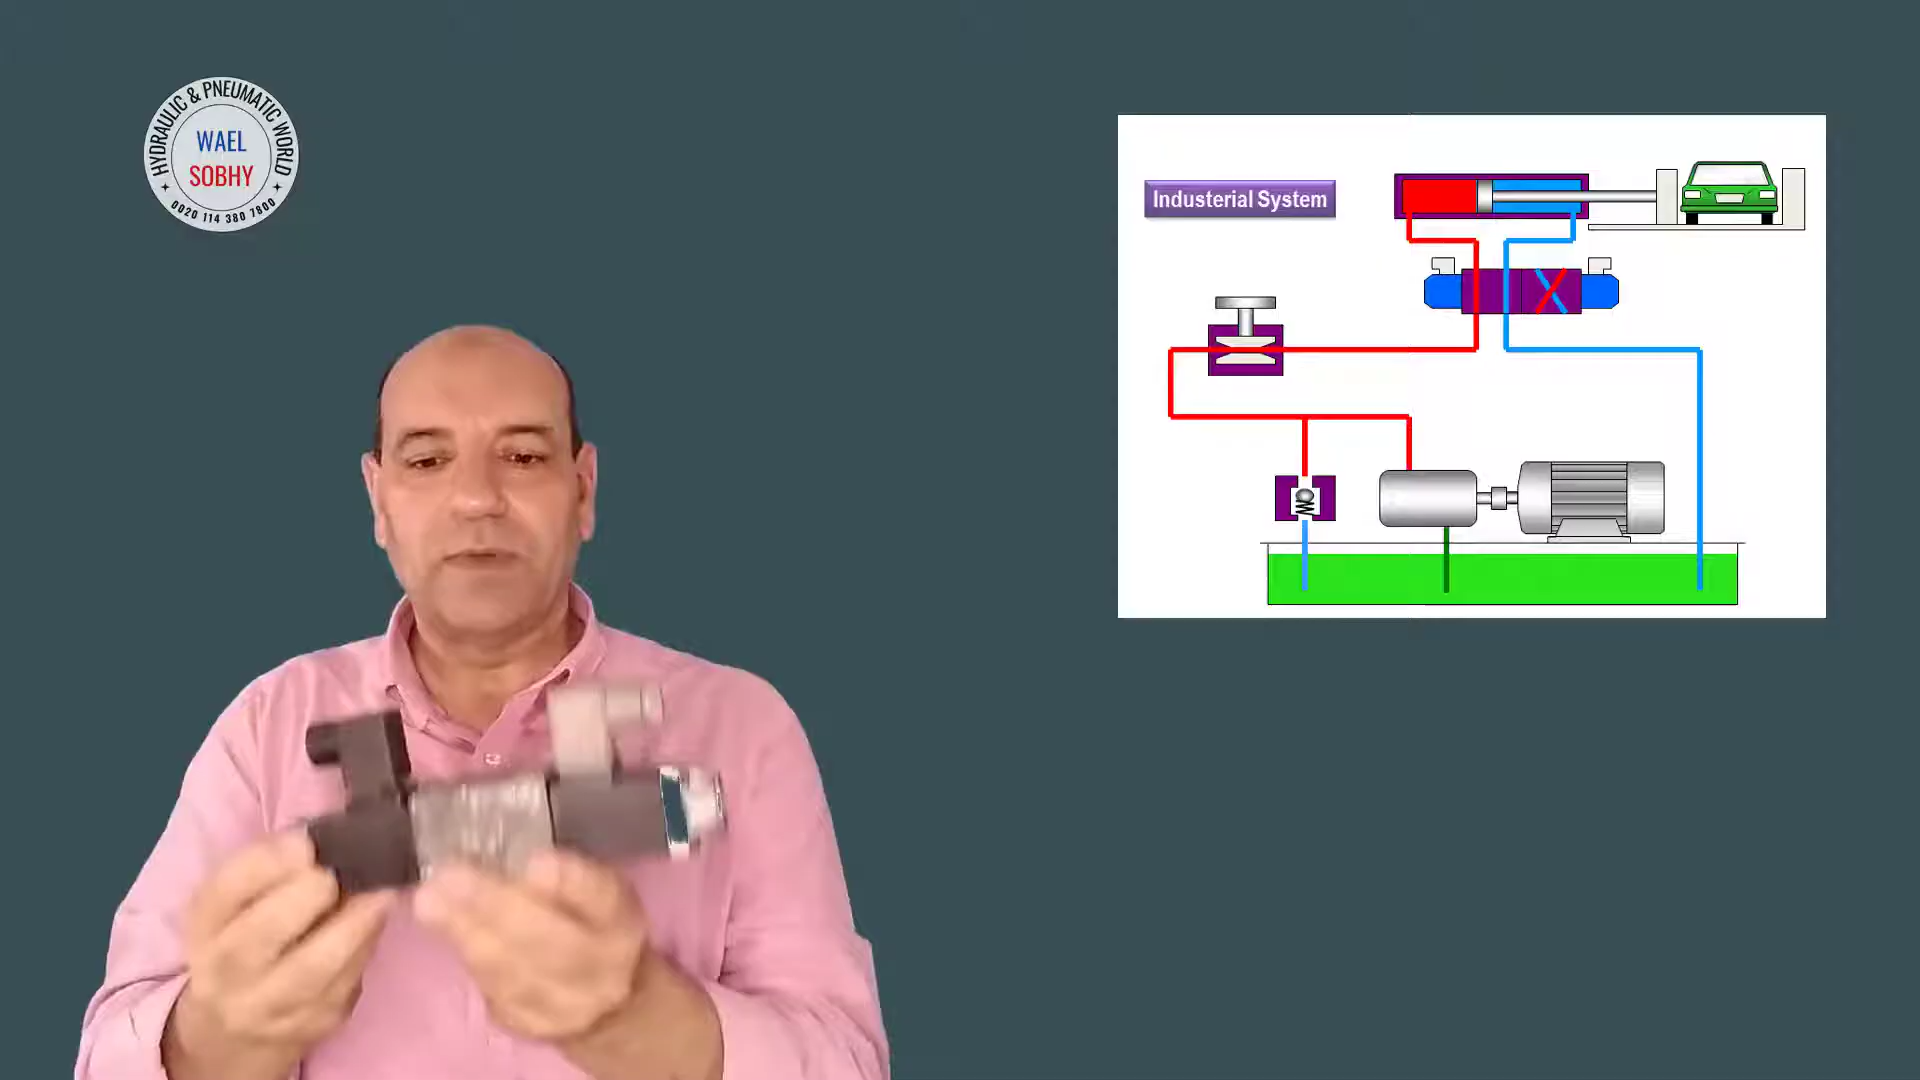 HYDRAULIC & PNEUMATIC WORLD
WAEL
SOBHY
0020 114 380 7800
Industerial System